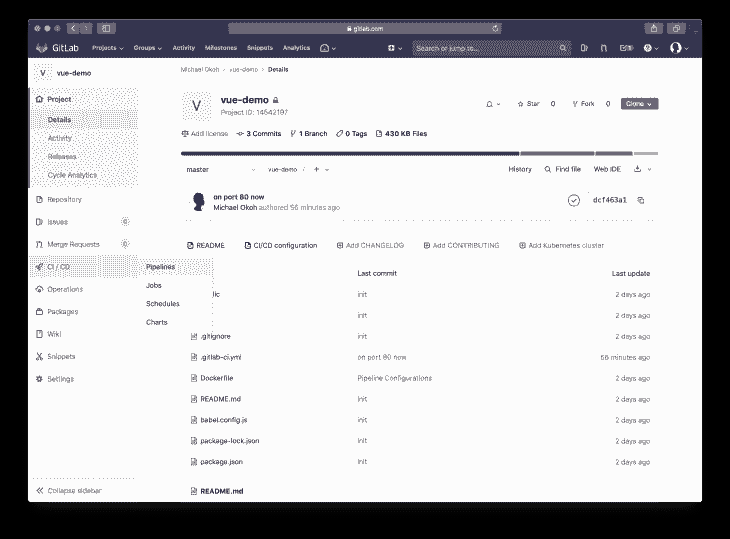 gitlab.com
GitLab Projects Groups Activity Milestones Snippets Analytics Search or jump to...
V vue-demo
Michael Okoh > vue-demo > Details
Project
Details
Activity
Releases
Cycle Analytics
Repository
Issues 0
Merge Requests 0
CI / CD
Operations
Packages
Wiki
Snippets
Settings
Collapse sidebar
Pipelines
Jobs
Schedules
Charts
V vue-demo
Project ID: 14542197
Star 0 Fork 0 Clone
Add license 3 Commits 1 Branch 0 Tags 430 KB Files
master vue-demo / + History Find file Web IDE
on port 80 now
Michael Okoh authored 56 minutes ago
dcf463a1
README CI/CD configuration Add CHANGELOG Add CONTRIBUTING Add Kubernetes cluster
Last commit Last update
lic init 2 days ago
init 2 days ago
.gitignore init 2 days ago
.gitlab-ci.yml on port 80 now 56 minutes ago
Dockerfile Pipeline Configurations 2 days ago
README.md init 2 days ago
babel.config.js init 2 days ago
package-lock.json init 2 days ago
package.json init 2 days ago
README.md